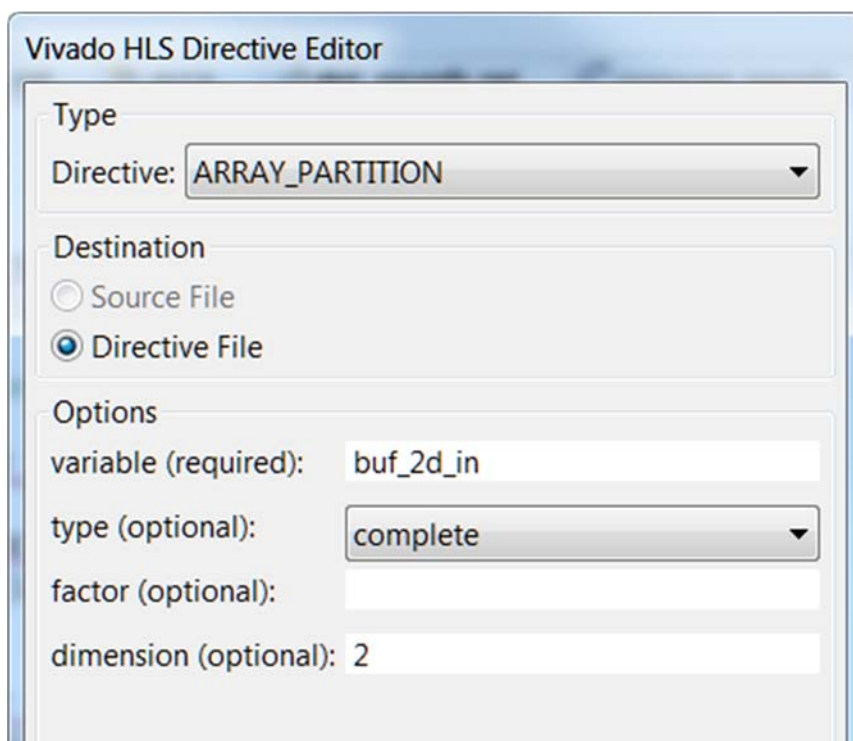 Vivado HLS Directive Editor
Type
Directive: ARRAY_PARTITION
Destination
Source File
Directive File
Options
variable (required): buf_2d_in
type (optional): complete
factor (optional):
dimension (optional): 2